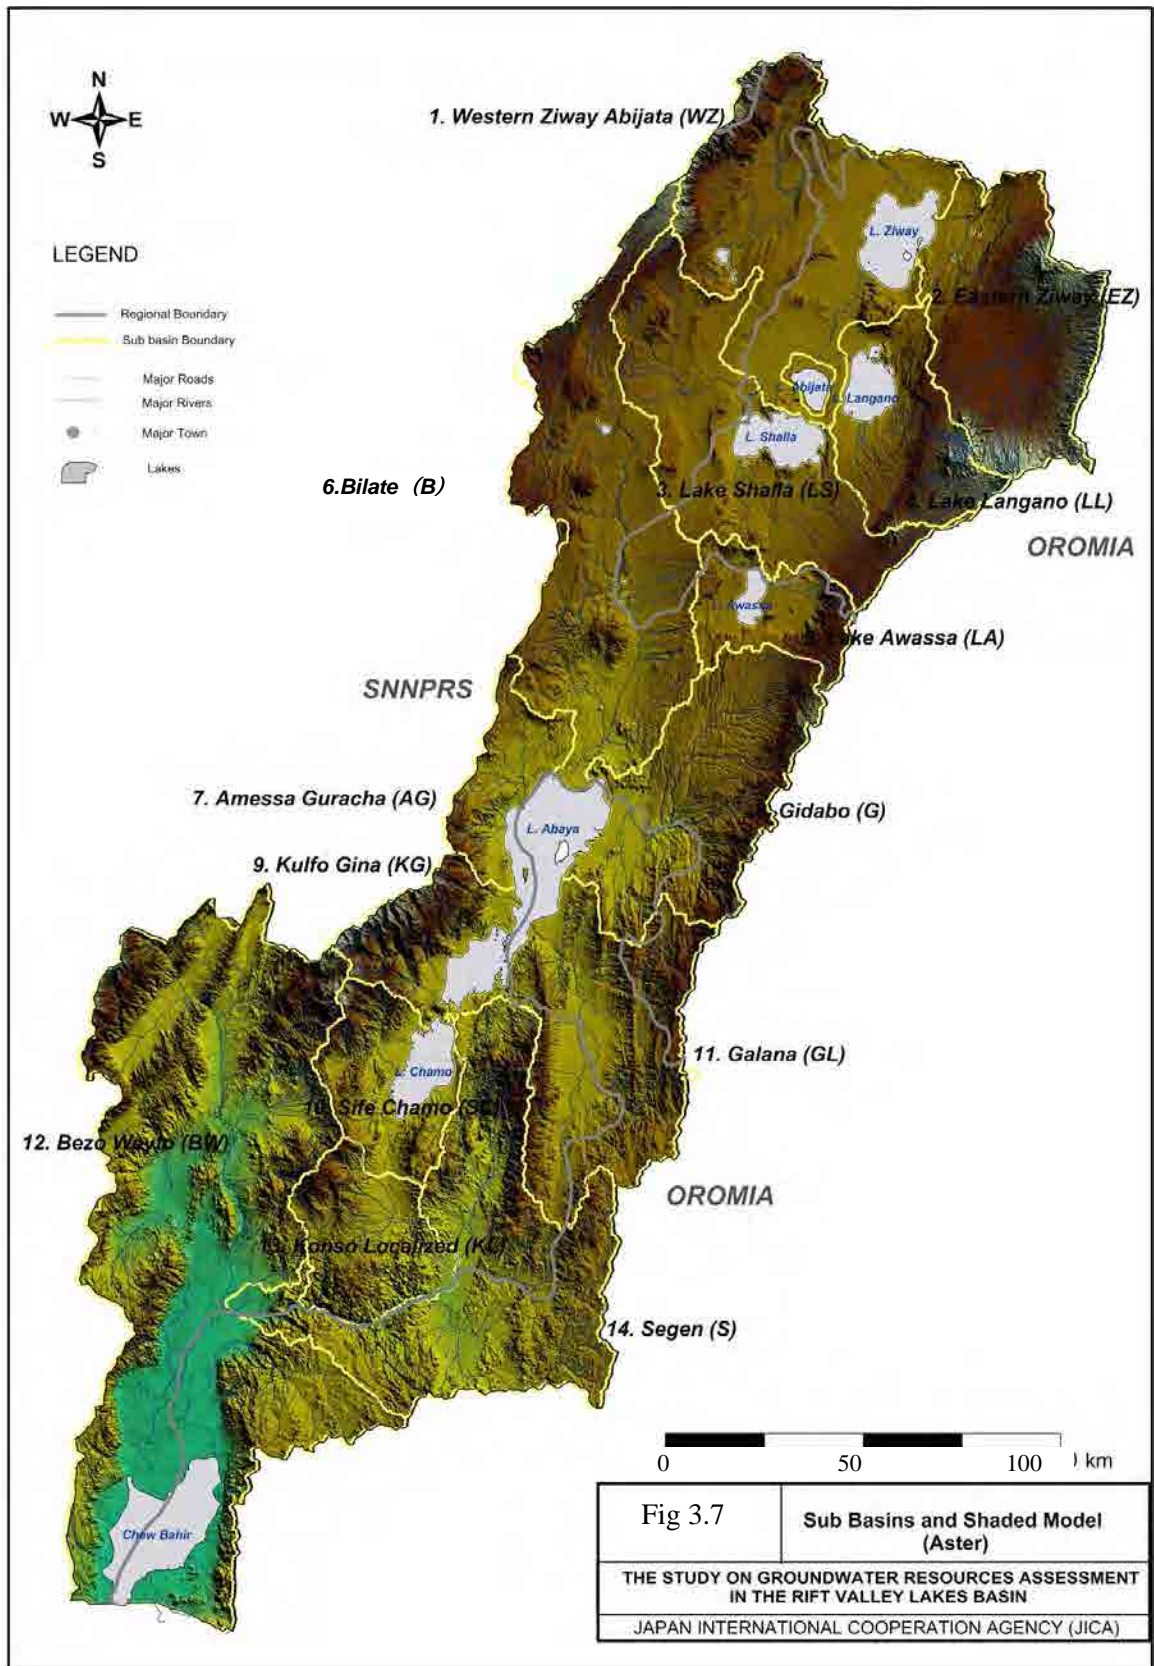 N
W E
S
1. Western Ziway Abijata (WZ)
LEGEND
Regional Boundary
Sub basin Boundary
Major Roads
Major Rivers
Major Town
Lakes
L. Ziway
2. Eastern Ziway (EZ)
Abijata
Langano
L. Shalla
6.Bilate (B)
3. Lake Shalla (LS)
4. Lake Langano (LL)
OROMIA
Awassa
Lake Awassa (LA)
SNNPRS
7. Amessa Guracha (AG)
Gidabo (G)
L. Abaya
9. Kulfo Gina (KG)
11. Galana (GL)
L. Chamo
10. Sife Chamo (SC)
12. Bezo Weyto (BW)
OROMIA
13. Konso Localized (KL)
14. Segen (S)
0 50 100 ) km
Chew Bahir
Fig 3.7
Sub Basins and Shaded Model
(Aster)
THE STUDY ON GROUNDWATER RESOURCES ASSESSMENT
IN THE RIFT VALLEY LAKES BASIN
JAPAN INTERNATIONAL COOPERATION AGENCY (JICA)